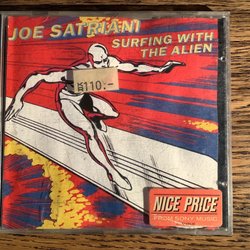 JOE SATRIANI
SURFING WITH
THE ALIEN
110.-
NICE PRICE
FROM SONY MUSIC